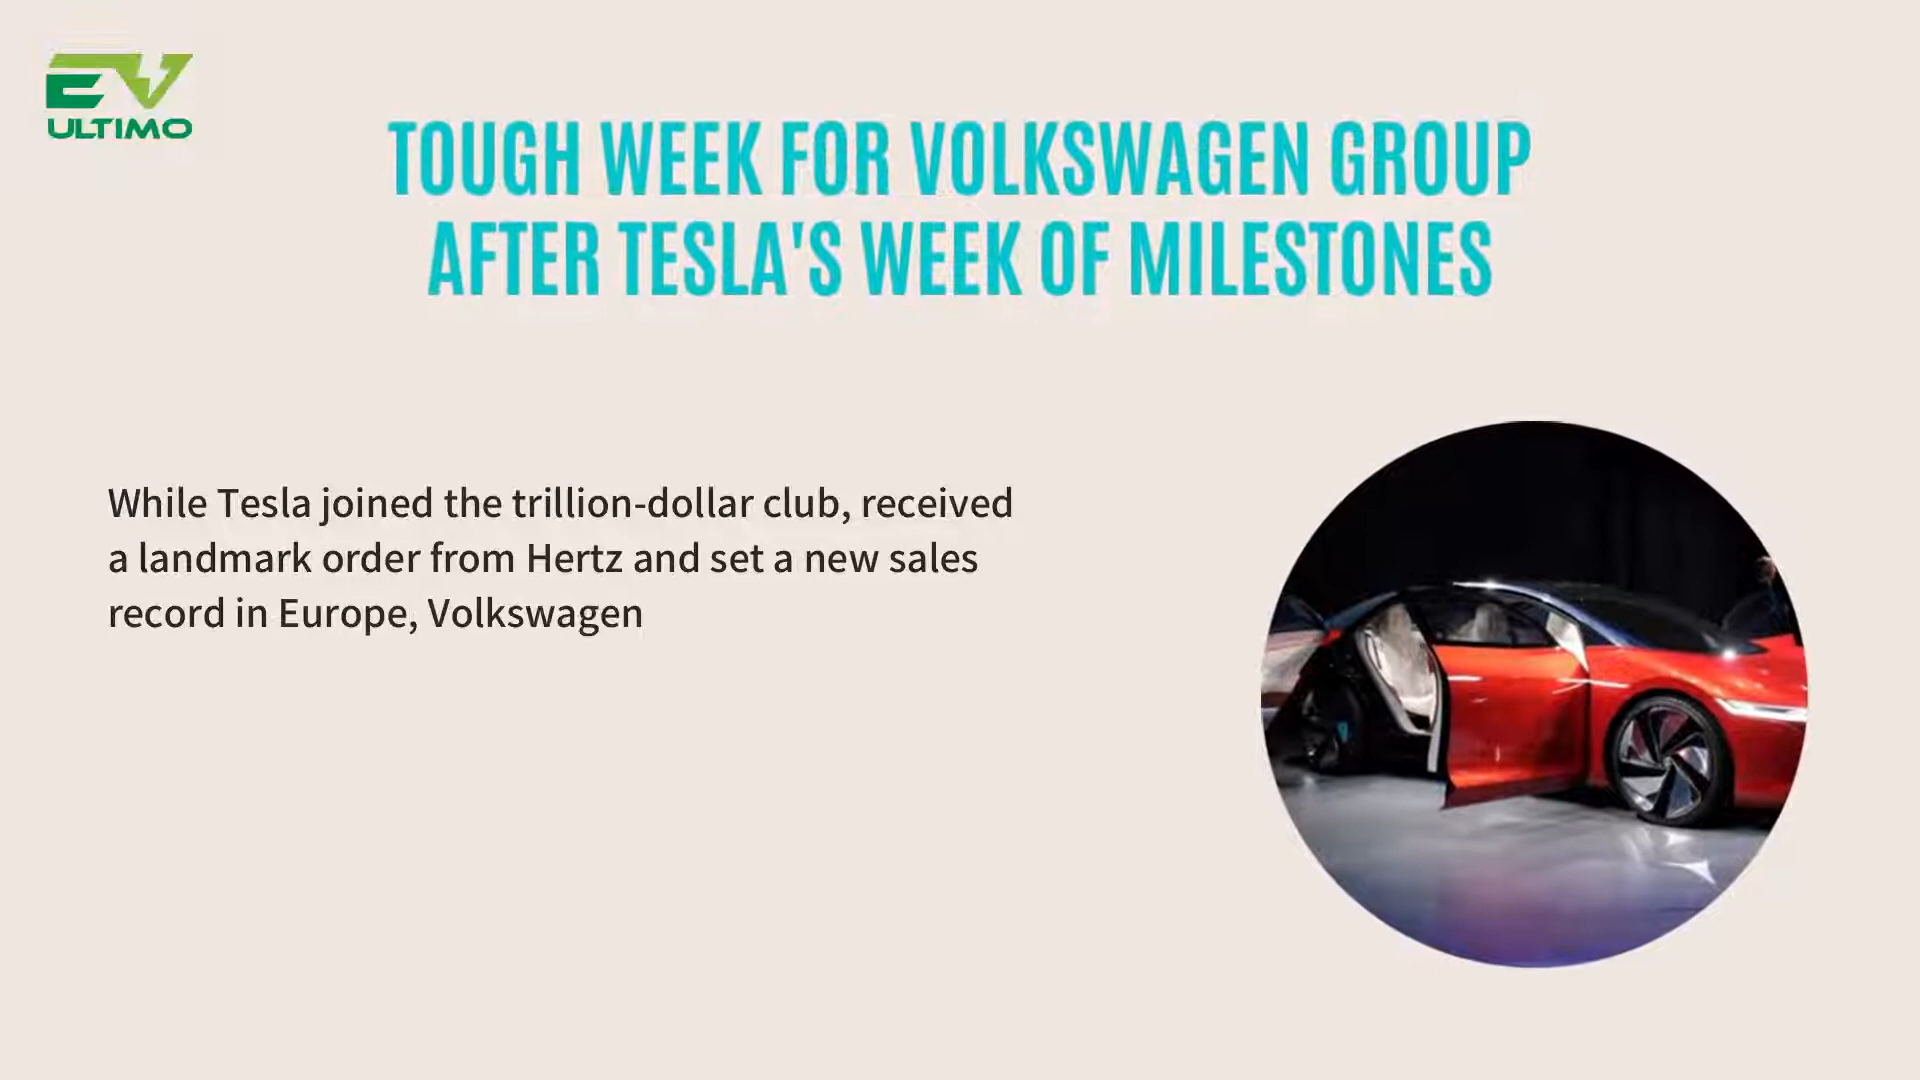 EV
ULTIMO
TOUGH WEEK FOR VOLKSWAGEN GROUP
AFTER TESLA'S WEEK OF MILESTONES
While Tesla joined the trillion-dollar club, received
a landmark order from Hertz and set a new sales
record in Europe, Volkswagen